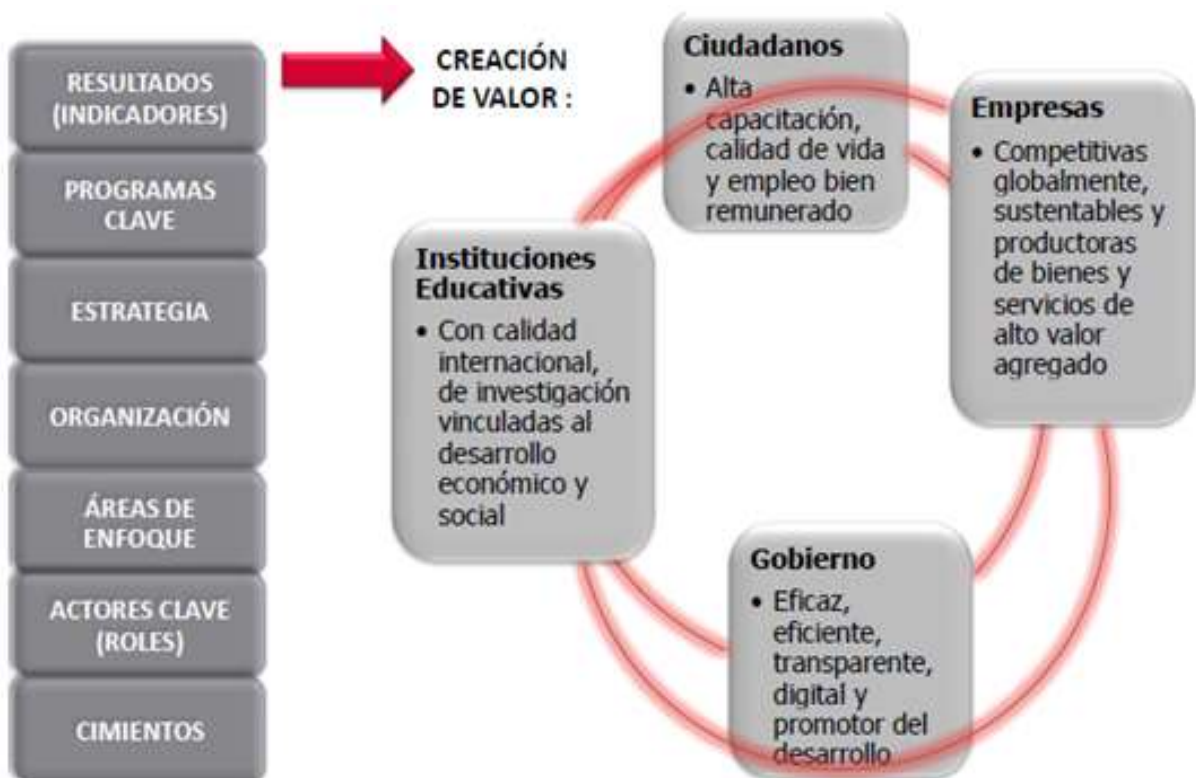 RESULTADOS
(INDICADORES)
PROGRAMAS
CLAVE
ESTRATEGIA
ORGANIZACIÓN
ÁREAS DE
ENFOQUE
ACTORES CLAVE
(ROLES)
CIMIENTOS
CREACIÓN
DE VALOR :
Ciudadanos
• Alta
capacitación,
calidad de vida
y empleo bien
remunerado
Empresas
• Competitivas
globalmente,
sustentables y
productoras
de bienes y
servicios de
alto valor
agregado
Instituciones
Educativas
• Con calidad
internacional,
de investigación
vinculadas al
desarrollo
económico y
social
Gobierno
• Eficaz,
eficiente,
transparente,
digital y
promotor del
desarrollo